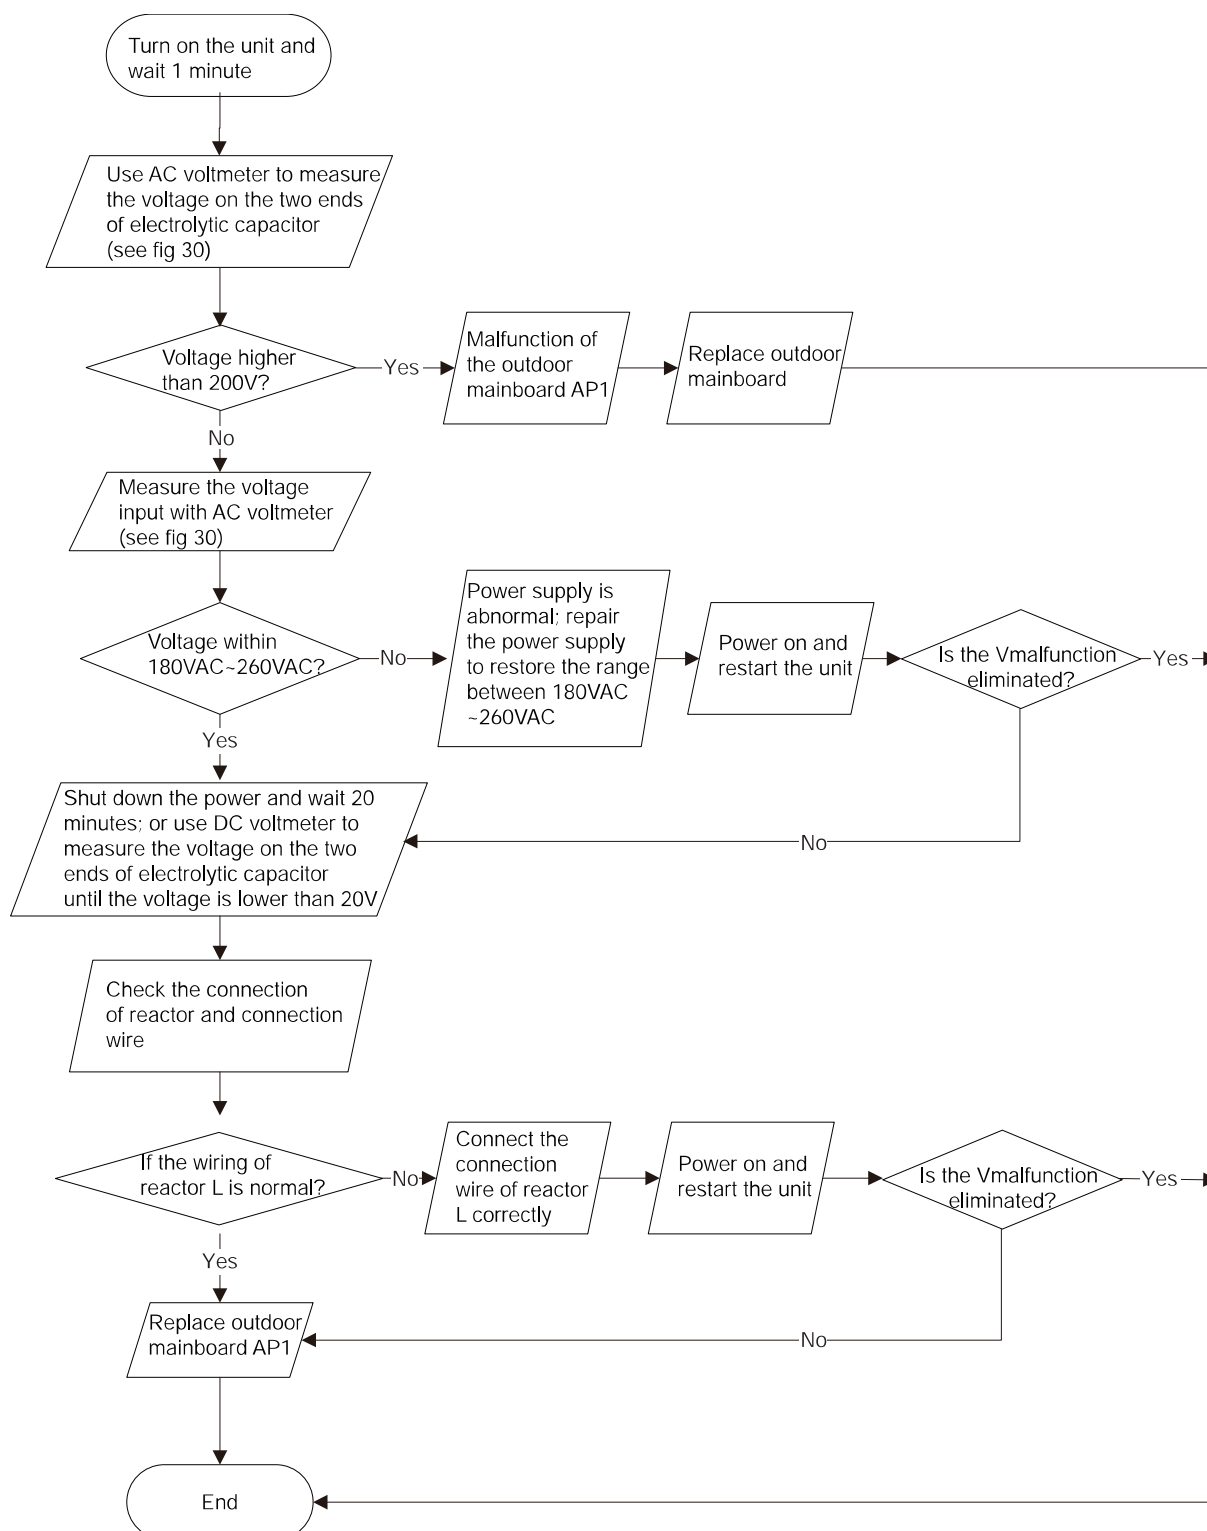 Turn on the unit and
wait 1 minute
Use AC voltmeter to measure
the voltage on the two ends
of electrolytic capacitor
(see fig 30)
Voltage higher
than 200V?
Yes
Malfunction of
the outdoor
mainboard AP1
Replace outdoor
mainboard
No
Measure the voltage
input with AC voltmeter
(see fig 30)
Voltage within
180VAC~260VAC?
No
Power supply is
abnormal; repair
the power supply
to restore the range
between 180VAC
~260VAC
Power on and
restart the unit
Is the Vmalfunction
eliminated?
Yes
Yes
No
Shut down the power and wait 20
minutes; or use DC voltmeter to
measure the voltage on the two
ends of electrolytic capacitor
until the voltage is lower than 20V
Check the connection
of reactor and connection
wire
If the wiring of
reactor L is normal?
No
Connect the
connection
wire of reactor
L correctly
Power on and
restart the unit
Is the Vmalfunction
eliminated?
Yes
Yes
No
Replace outdoor
mainboard AP1
End